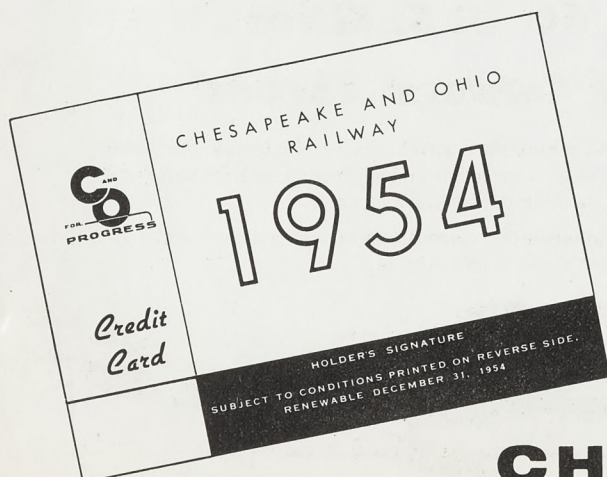 CHESAPEAKE AND OHIO
RAILWAY
1954
C AND O
FOR
PROGRESS
Credit
Card
HOLDER'S SIGNATURE
SUBJECT TO CONDITIONS PRINTED ON REVERSE SIDE.
RENEWABLE DECEMBER 31, 1954
CH